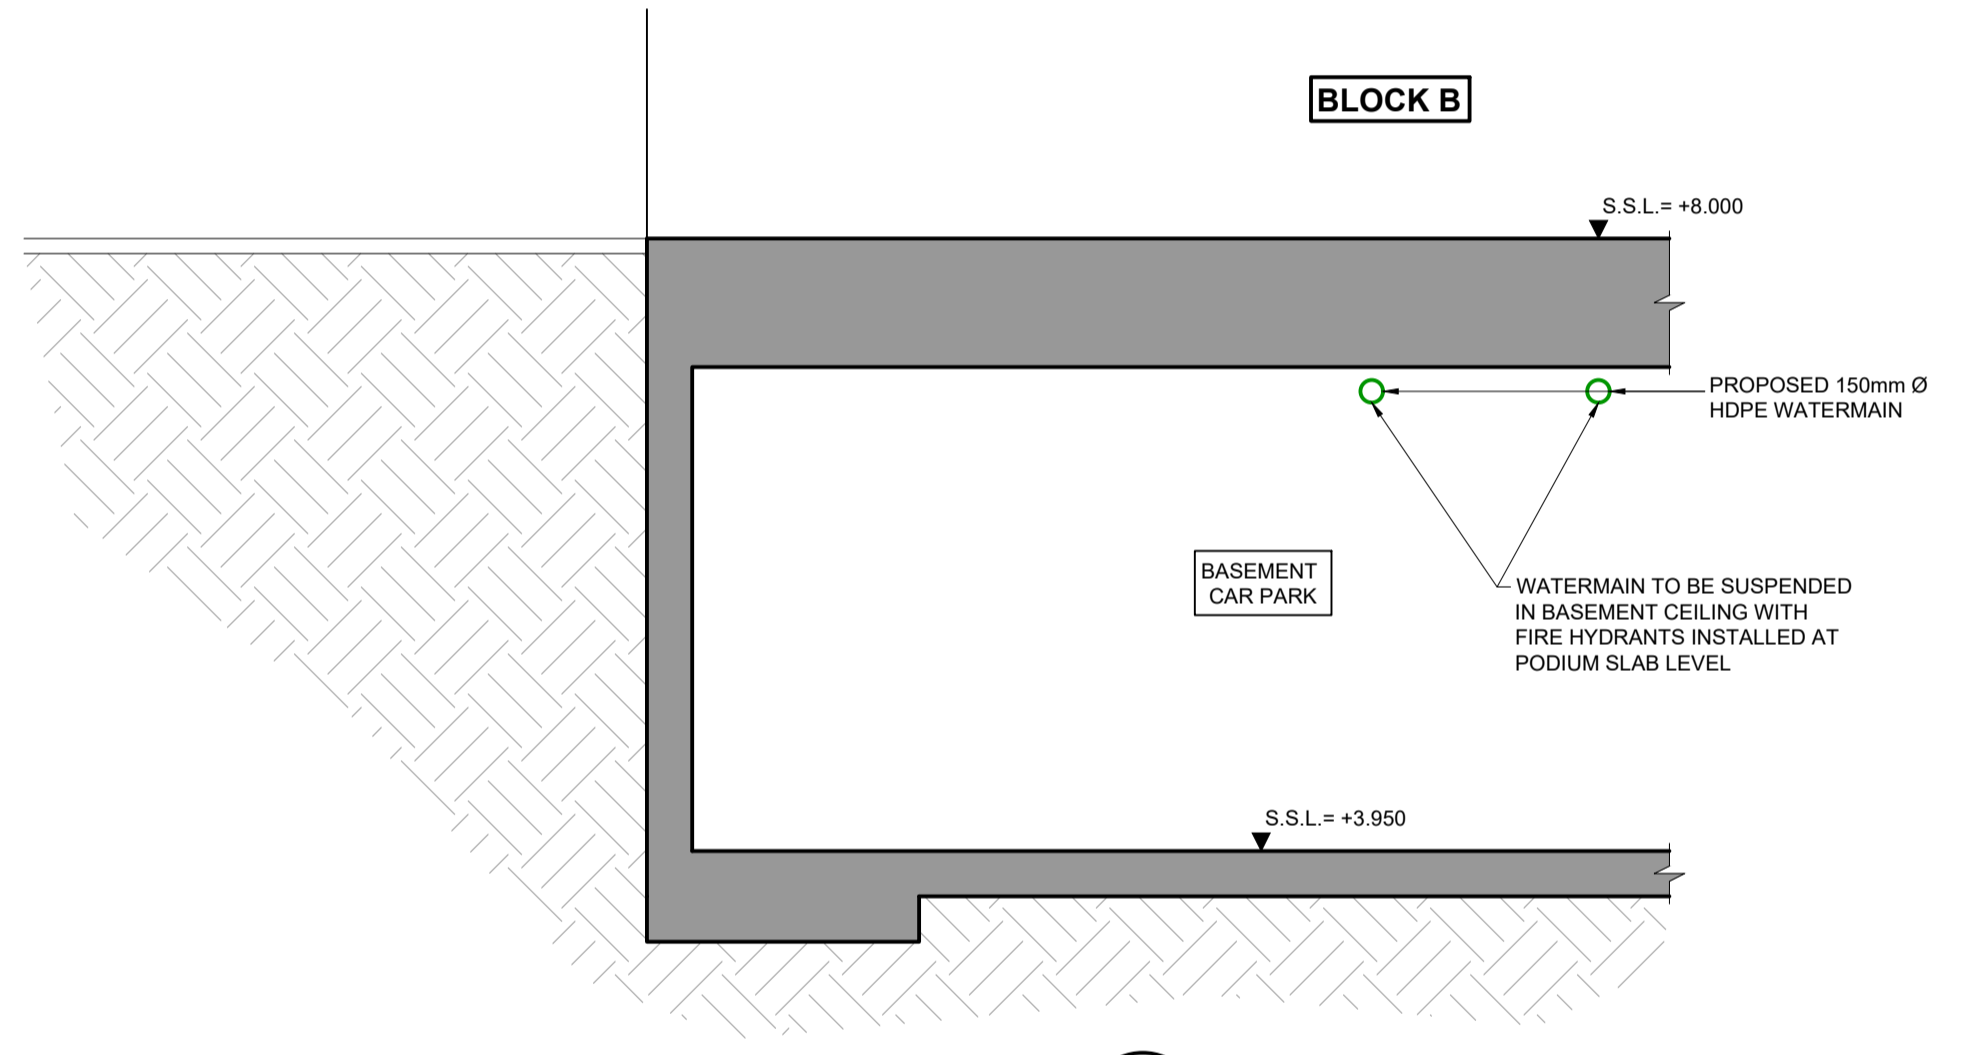 BLOCK B
S.S.L.= +8.000
PROPOSED 150mm Ø
HDPE WATERMAIN
BASEMENT
CAR PARK
WATERMAIN TO BE SUSPENDED
IN BASEMENT CEILING WITH
FIRE HYDRANTS INSTALLED AT
PODIUM SLAB LEVEL
S.S.L.= +3.950